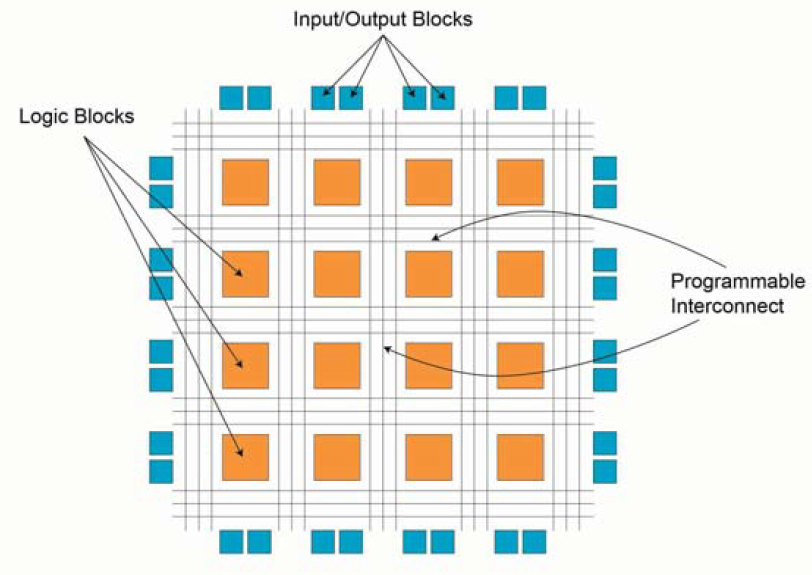 Input/Output Blocks
Logic Blocks
Programmable
Interconnect